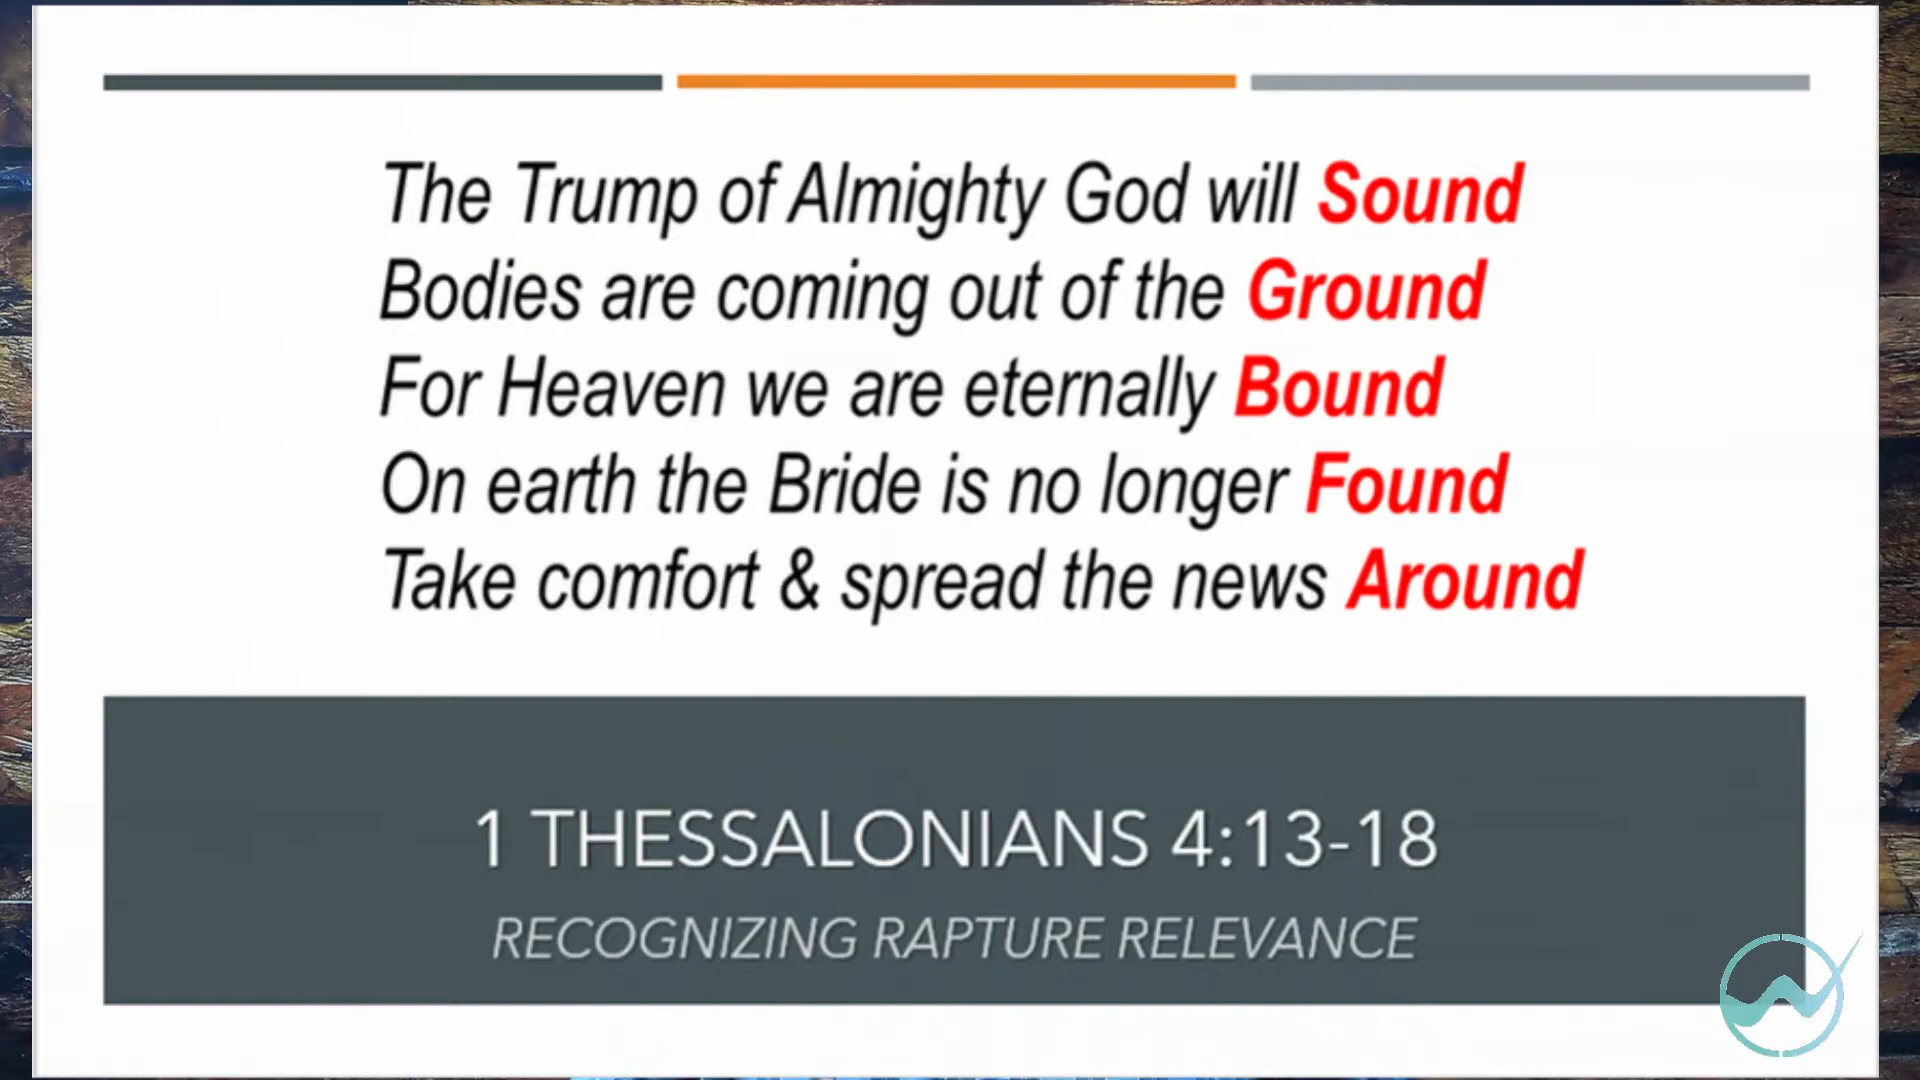 The Trump of Almighty God will Sound
Bodies are coming out of the Ground
For Heaven we are eternally Bound
On earth the Bride is no longer Found
Take comfort & spread the news Around
1 THESSALONIANS 4:13-18
RECOGNIZING RAPTURE RELEVANCE